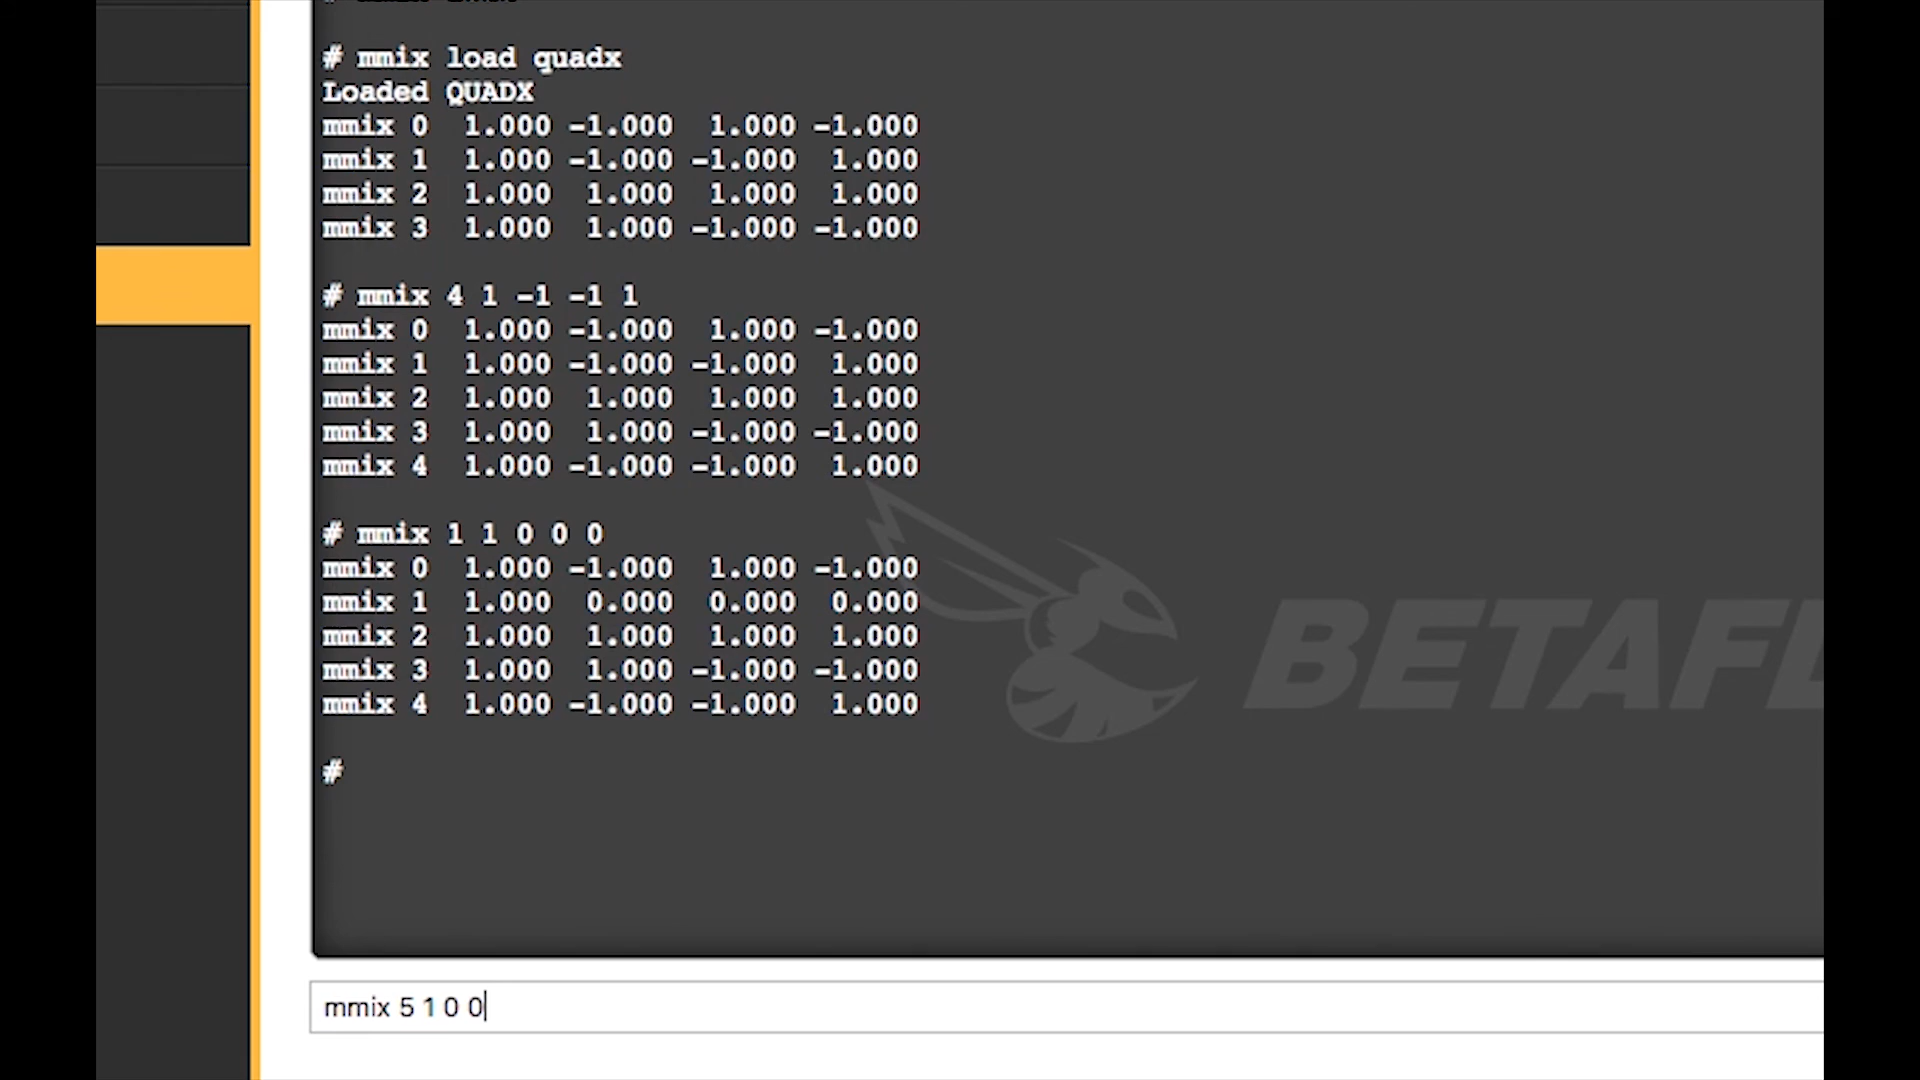 # mmix load quadx
Loaded QUADX
mmix 0  1.000 -1.000  1.000 -1.000
mmix 1  1.000 -1.000 -1.000  1.000
mmix 2  1.000  1.000  1.000  1.000
mmix 3  1.000  1.000 -1.000 -1.000
# mmix 4 1 -1 -1 1
mmix 0  1.000 -1.000  1.000 -1.000
mmix 1  1.000 -1.000 -1.000  1.000
mmix 2  1.000  1.000  1.000  1.000
mmix 3  1.000  1.000 -1.000 -1.000
mmix 4  1.000 -1.000 -1.000  1.000
# mmix 1 1 0 0 0
mmix 0  1.000 -1.000  1.000 -1.000
mmix 1  1.000  0.000  0.000  0.000
mmix 2  1.000  1.000  1.000  1.000
mmix 3  1.000  1.000 -1.000 -1.000
mmix 4  1.000 -1.000 -1.000  1.000
#
BETAFL
mmix 5 1 0 0